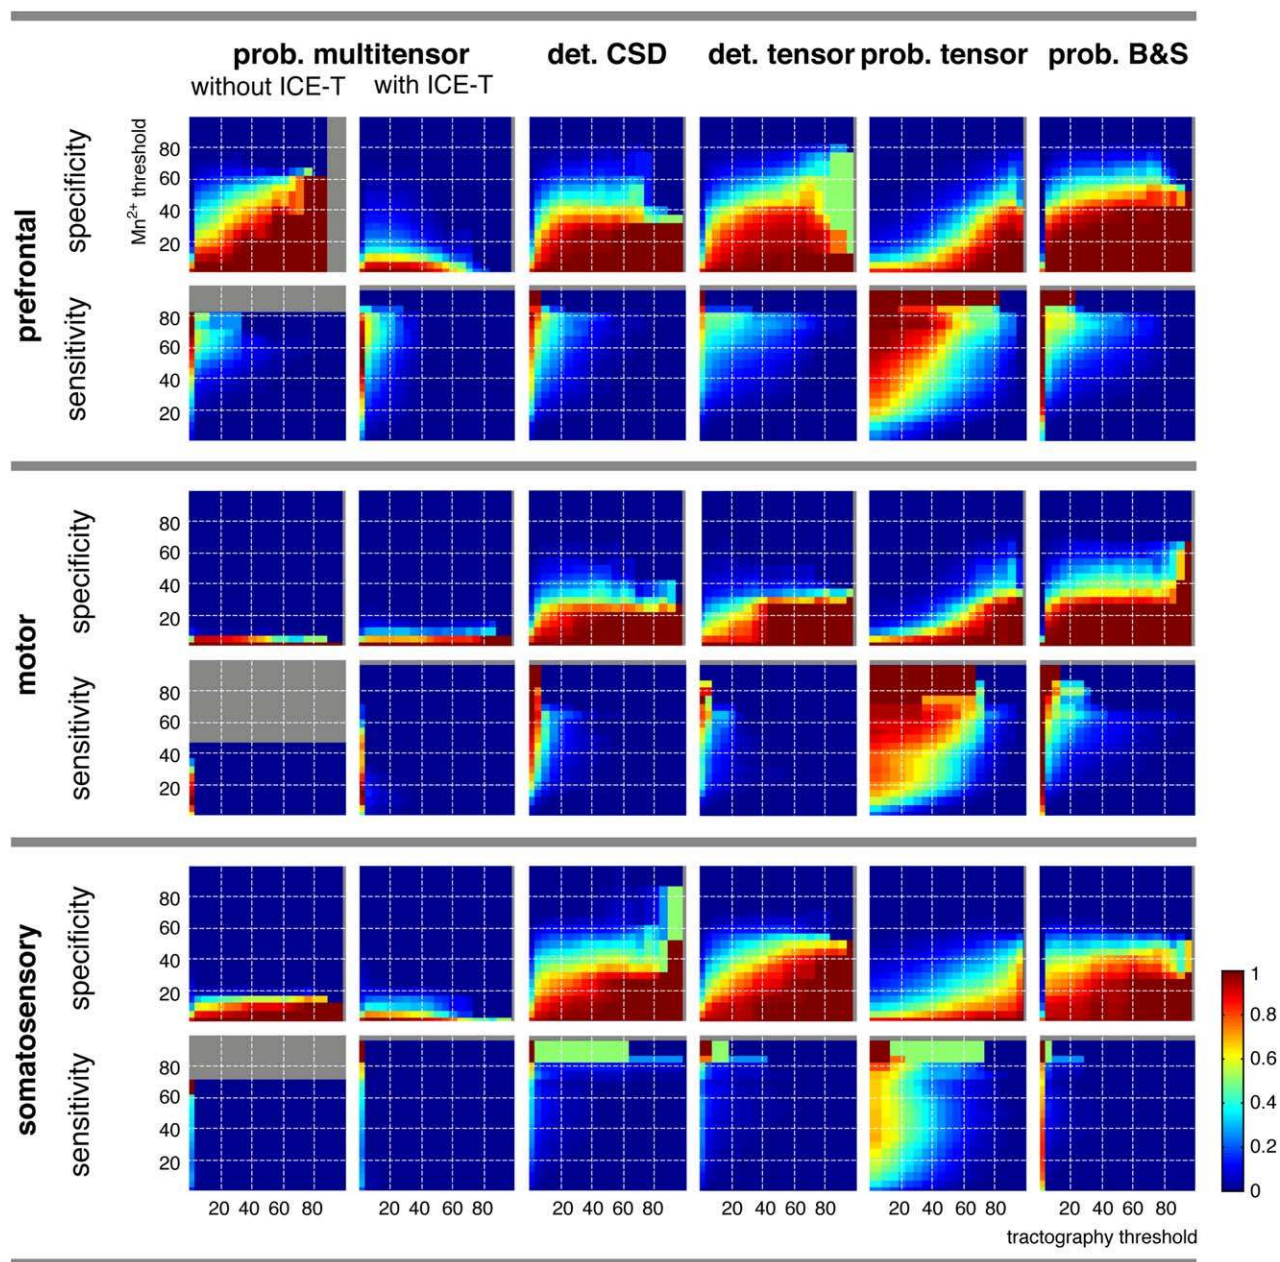 prob. multitensor det. CSD det. tensor prob. tensor prob. B&S
without ICE-T with ICE-T
prefrontal
specificity
Mn2+ threshold
80
60
40
20
sensitivity
80
60
40
20
motor
specificity
80
60
40
20
sensitivity
80
60
40
20
somatosensory
specificity
80
60
40
20
sensitivity
80
60
40
20
20 40 60 80 20 40 60 80 20 40 60 80 20 40 60 80 20 40 60 80 20 40 60 80
tractography threshold
1
0.8
0.6
0.4
0.2
0